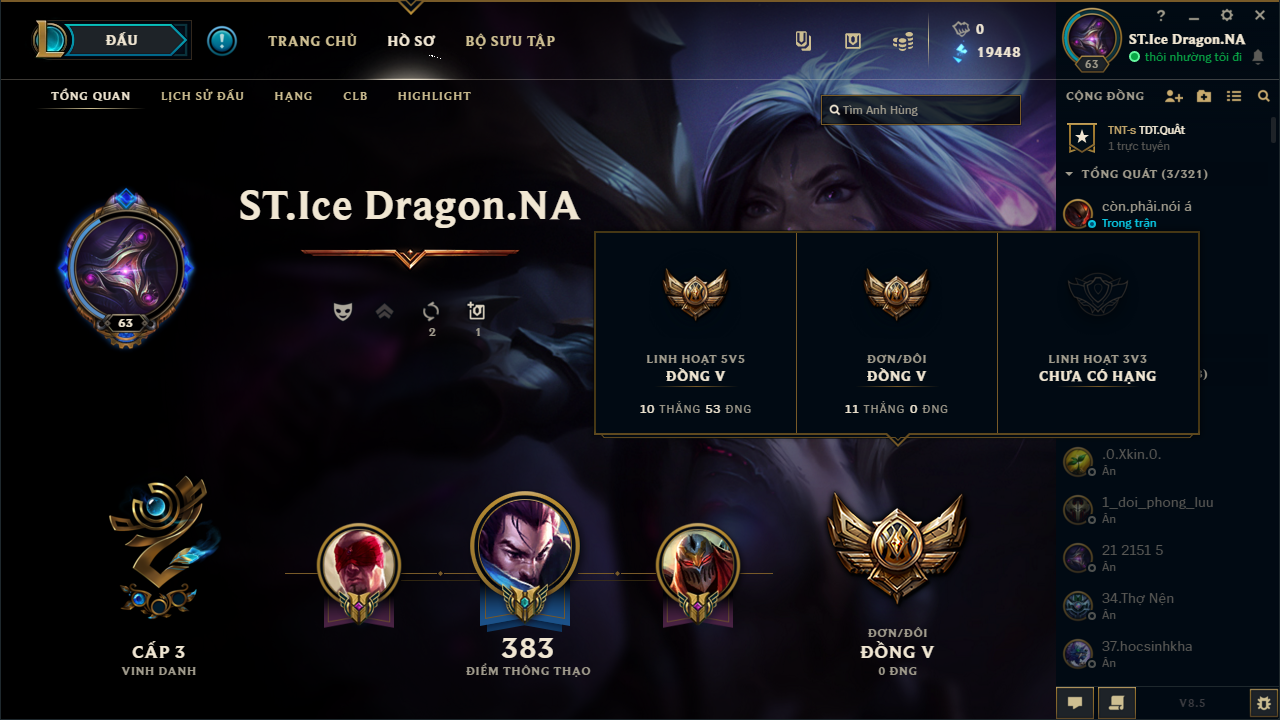 ĐẤU
TRANG CHỦ
HỒ SƠ
BỘ SƯU TẬP
0
19448
?
ST.Ice Dragon.NA
thôi nhường tôi đi
63
TỔNG QUAN
LỊCH SỬ ĐẤU
HẠNG
CLB
HIGHLIGHT
Tìm Anh Hùng
CỘNG ĐỒNG
TNT-s TDT.QuÂt
1 trực tuyến
TỔNG QUÁT (3/321)
còn.phải.nói á
Trong trận
ST.Ice Dragon.NA
63
2
1
LINH HOẠT 5V5
ĐỒNG V
10 THẮNG 53 ĐNG
ĐƠN/ĐÔI
ĐỒNG V
11 THẮNG 0 ĐNG
LINH HOẠT 3V3
CHƯA CÓ HẠNG
.0.Xkin.0.
Ẩn
1_doi_phong_luu
Ẩn
21 2151 5
Ẩn
34.Thợ Nện
Ẩn
37.hocsinhkha
Ẩn
CẤP 3
VINH DANH
383
ĐIỂM THÔNG THẠO
ĐƠN/ĐÔI
ĐỒNG V
0 ĐNG
V8.5